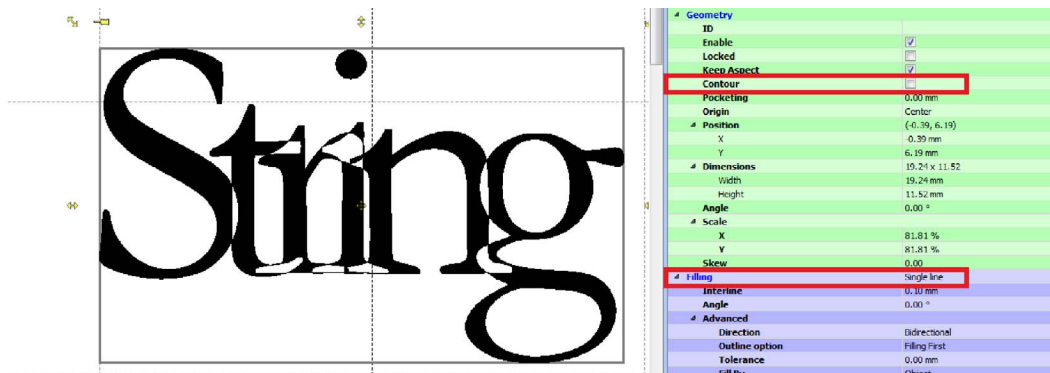 String
Geometry
ID
Enable
Locked
Keep Aspect
Contour
Pocketing 0.00 mm
Origin Center
Position (-0.39, 6.19)
X -0.39 mm
Y 6.19 mm
Dimensions 19.24 x 11.52
Width 19.24 mm
Height 11.52 mm
Angle 0.00 °
Scale
X 81.81 %
Y 81.81 %
Skew 0.00
Filling Single line
Interline 0.10 mm
Angle 0.00 °
Advanced
Direction Bidirectional
Outline option Filling First
Tolerance 0.00 mm
Fill By Object